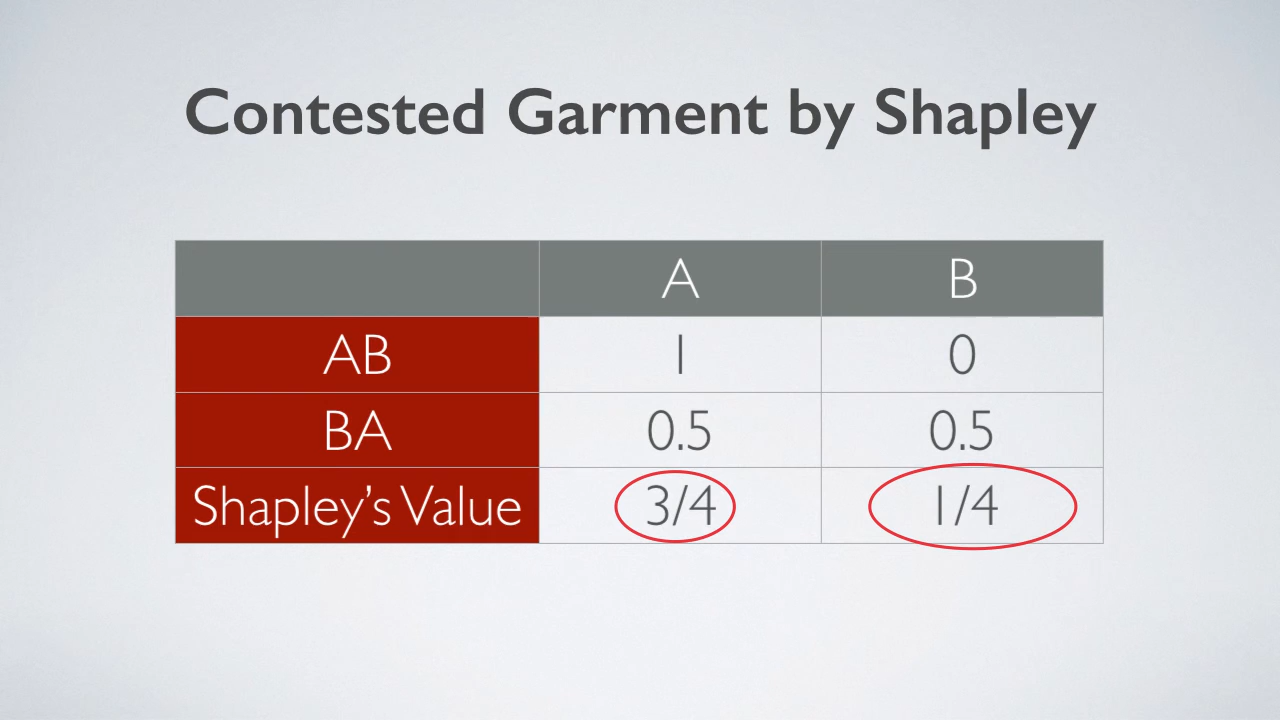 Contested Garment by Shapley
A B
AB 1 0
BA 0.5 0.5
Shapley's Value 3/4 1/4